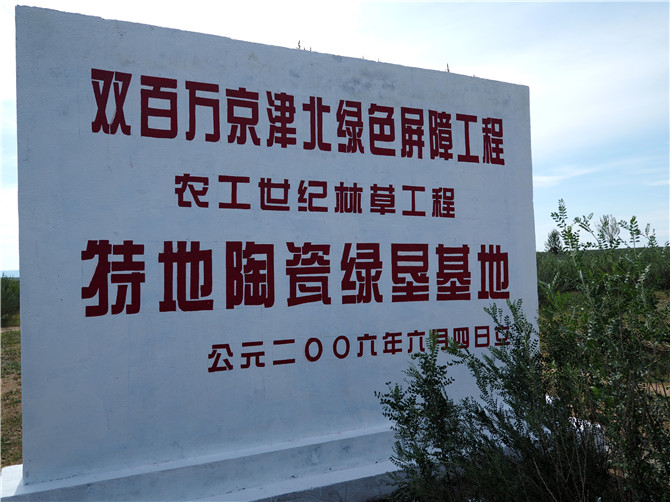 双百万京津北绿色屏障工程
农工世纪林草工程
特地陶瓷绿垦基地
公元二〇〇六年六月四日立